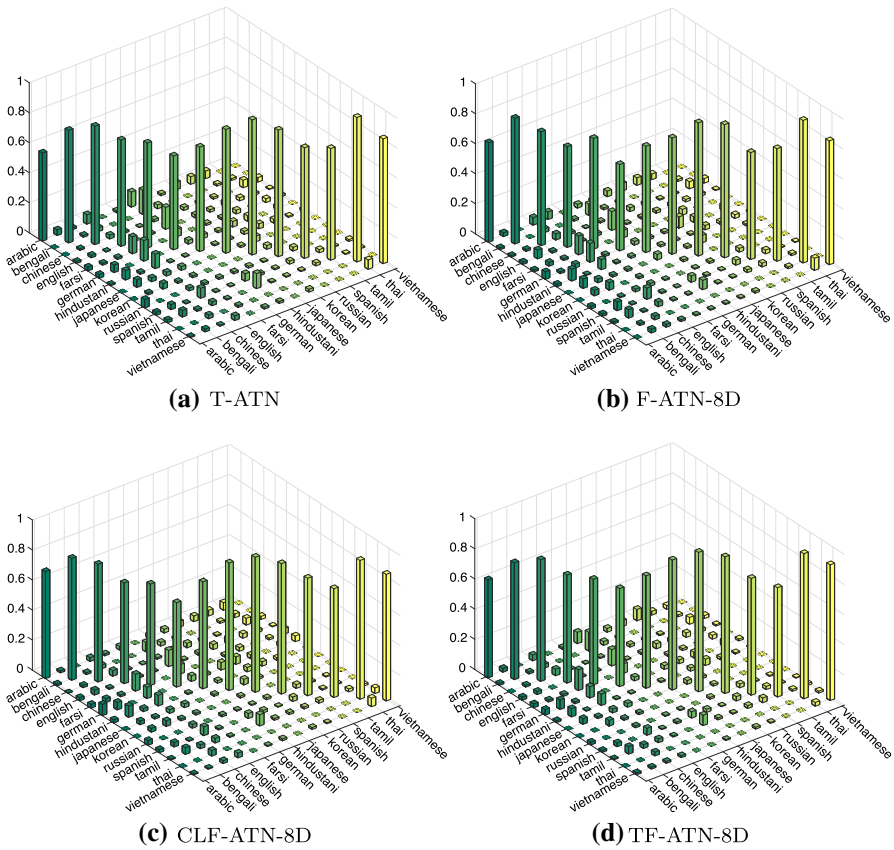 1
0.8
0.6
0.4
0.2
0
arabic
bengali
chinese
english
farsi
german
hindustani
japanese
korean
russian
spanish
tamil
thai
vietnamese
arabic
bengali
chinese
english
farsi
german
hindustani
japanese
korean
russian
spanish
tamil
thai
vietnamese
(a) T-ATN
1
0.8
0.6
0.4
0.2
0
arabic
bengali
chinese
english
farsi
german
hindustani
japanese
korean
russian
spanish
tamil
thai
vietnamese
arabic
bengali
chinese
english
farsi
german
hindustani
japanese
korean
russian
spanish
tamil
thai
vietnamese
(b) F-ATN-8D
1
0.8
0.6
0.4
0.2
0
arabic
bengali
chinese
english
farsi
german
hindustani
japanese
korean
russian
spanish
tamil
thai
vietnamese
arabic
bengali
chinese
english
farsi
german
hindustani
japanese
korean
russian
spanish
tamil
thai
vietnamese
(c) CLF-ATN-8D
1
0.8
0.6
0.4
0.2
0
arabic
bengali
chinese
english
farsi
german
hindustani
japanese
korean
russian
spanish
tamil
thai
vietnamese
arabic
bengali
chinese
english
farsi
german
hindustani
japanese
korean
russian
spanish
tamil
thai
vietnamese
(d) TF-ATN-8D